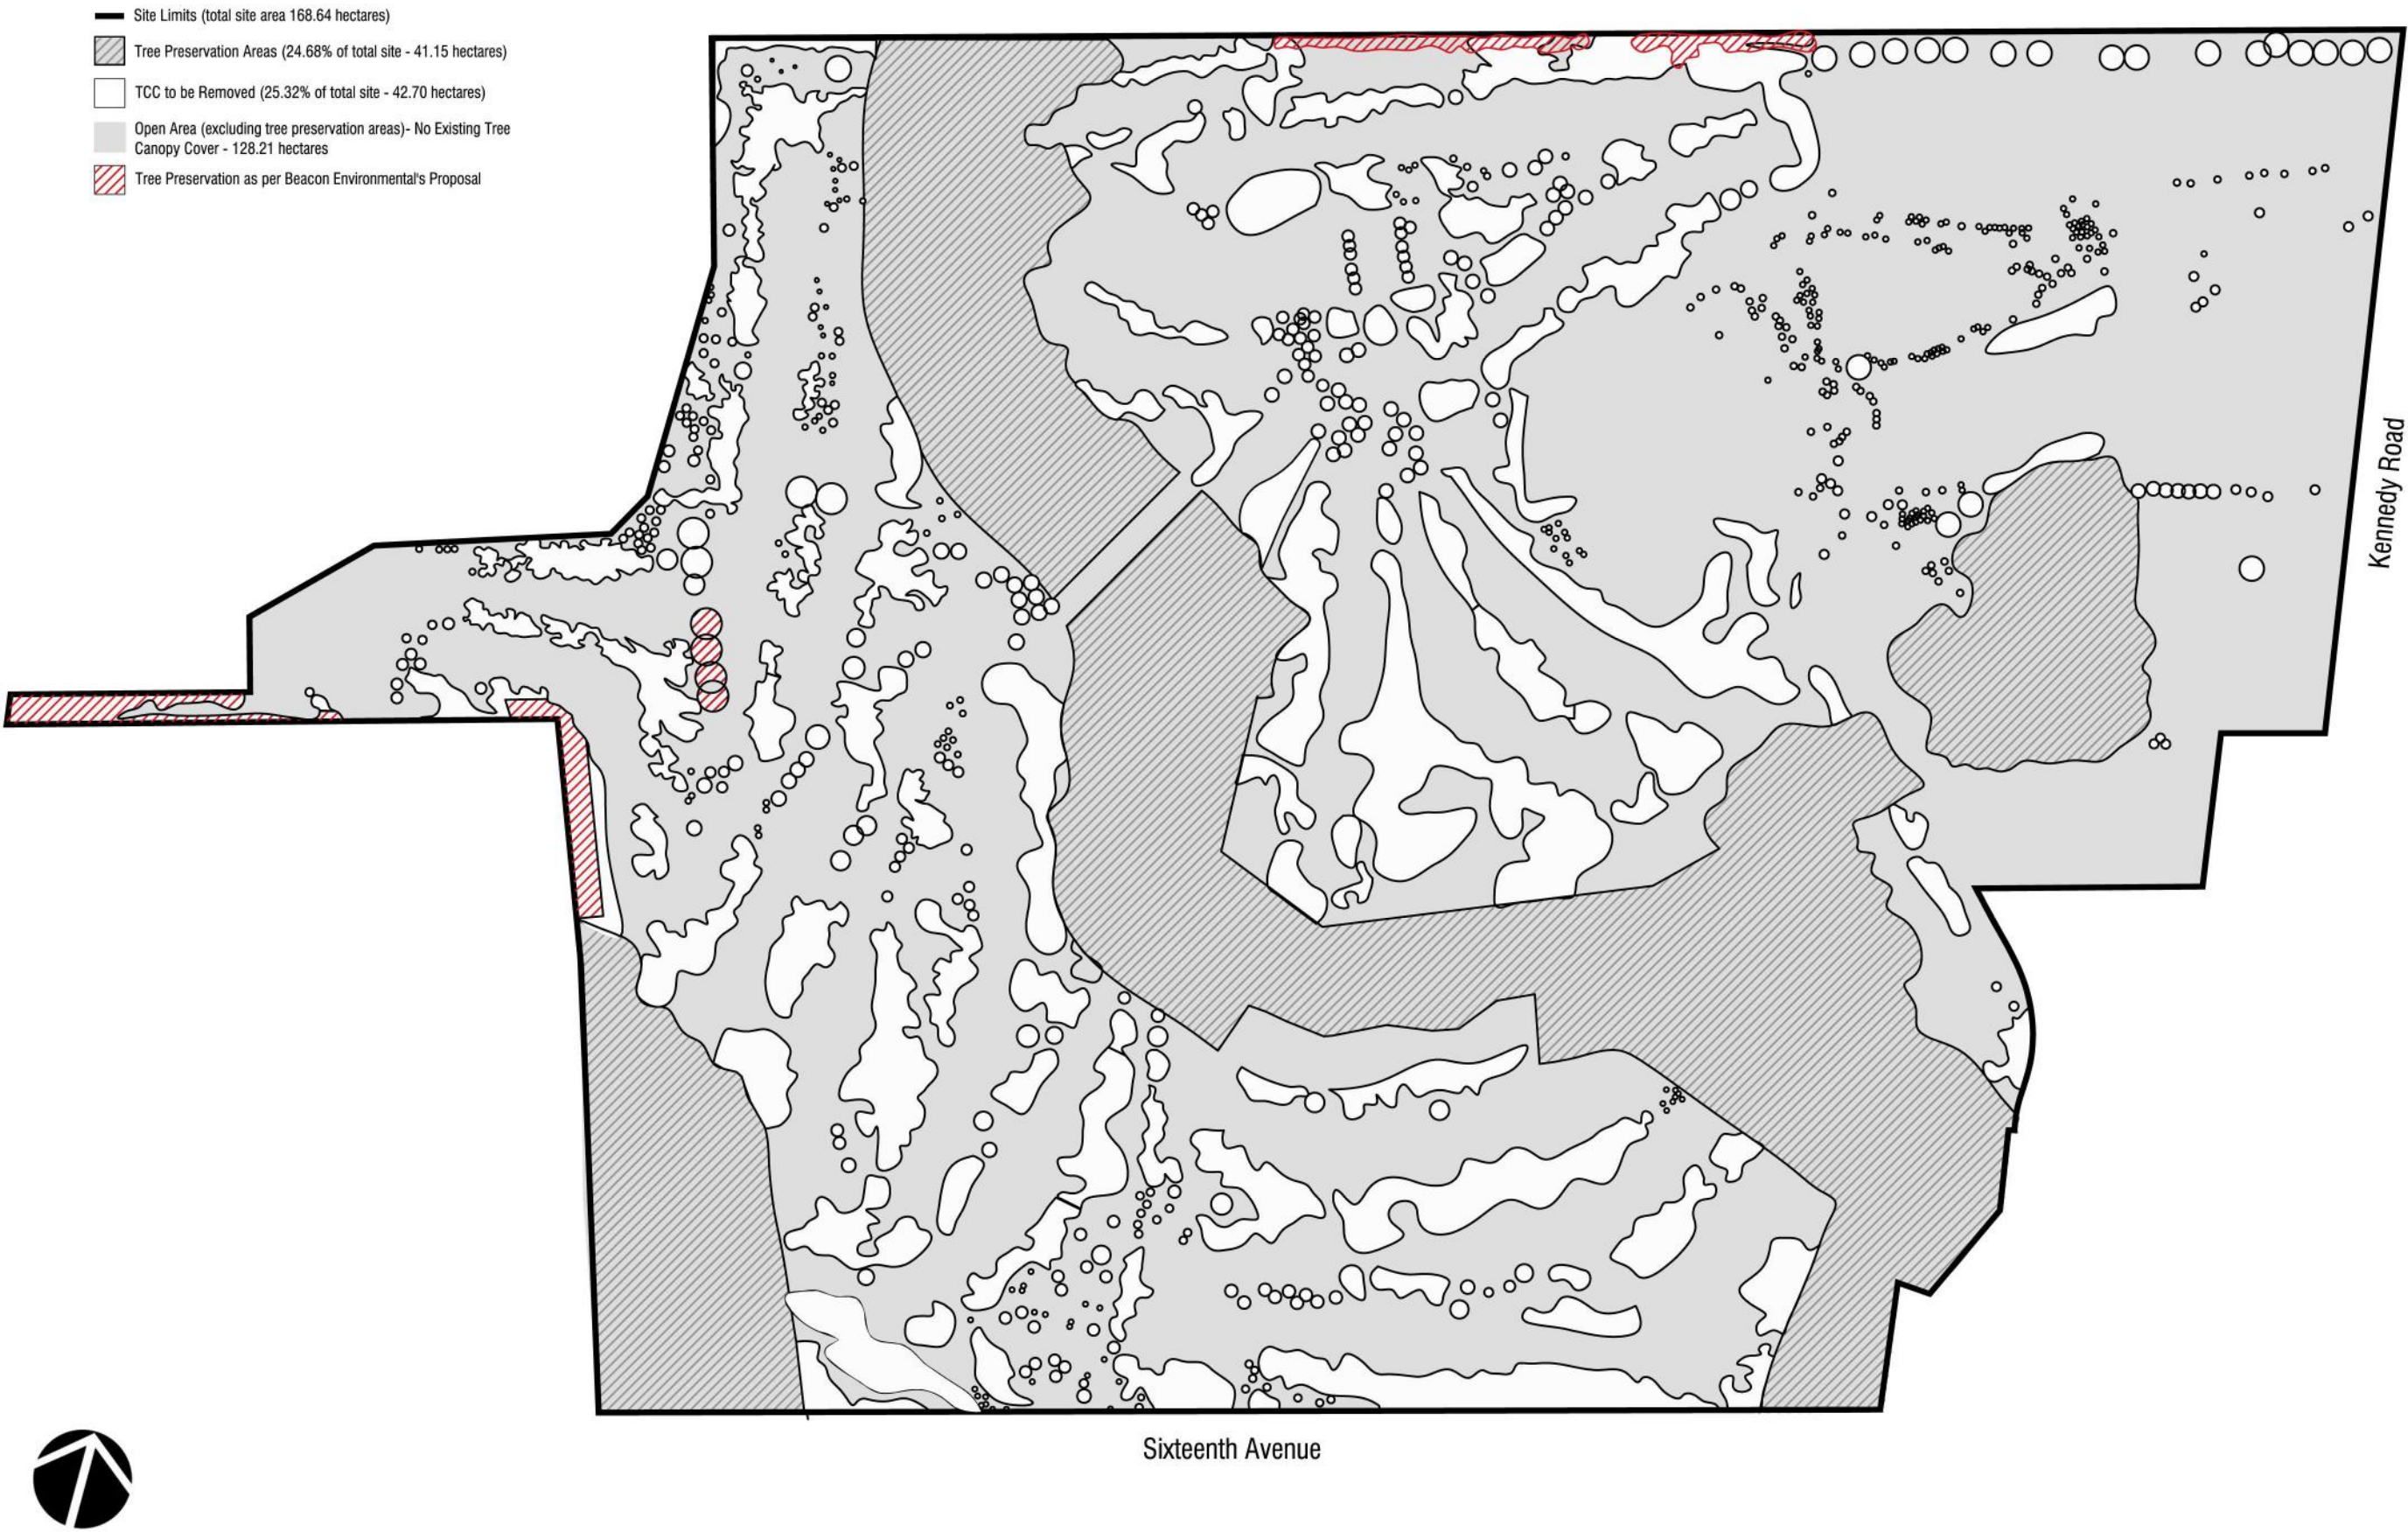 Site Limits (total site area 168.64 hectares)
Tree Preservation Areas (24.68% of total site - 41.15 hectares)
TCC to be Removed (25.32% of total site - 42.70 hectares)
Open Area (excluding tree preservation areas)- No Existing Tree
Canopy Cover - 128.21 hectares
Tree Preservation as per Beacon Environmental's Proposal
Kennedy Road
Sixteenth Avenue